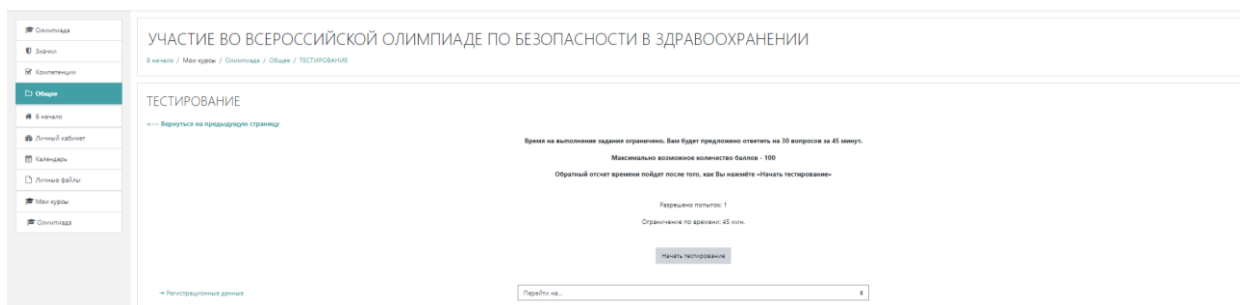 Олимпиада
Значки
Компетенции
Общее
В начало
Личный кабинет
Календарь
Личные файлы
Мои курсы
Олимпиада
УЧАСТИЕ ВО ВСЕРОССИЙСКОЙ ОЛИМПИАДЕ ПО БЕЗОПАСНОСТИ В ЗДРАВООХРАНЕНИИ
В начало / Мои курсы / Олимпиада / Общее / ТЕСТИРОВАНИЕ
ТЕСТИРОВАНИЕ
<--- Вернуться на предыдущую страницу
Время на выполнение задания ограничено. Вам будет предложено ответить на 30 вопросов за 45 минут.
Максимально возможное количество баллов - 100
Обратный отсчет времени пойдет после того, как Вы нажмёте «Начать тестирование»
Разрешено попыток: 1
Ограничение по времени: 45 мин.
Начать тестирование
→ Регистрационные данные
Перейти на...